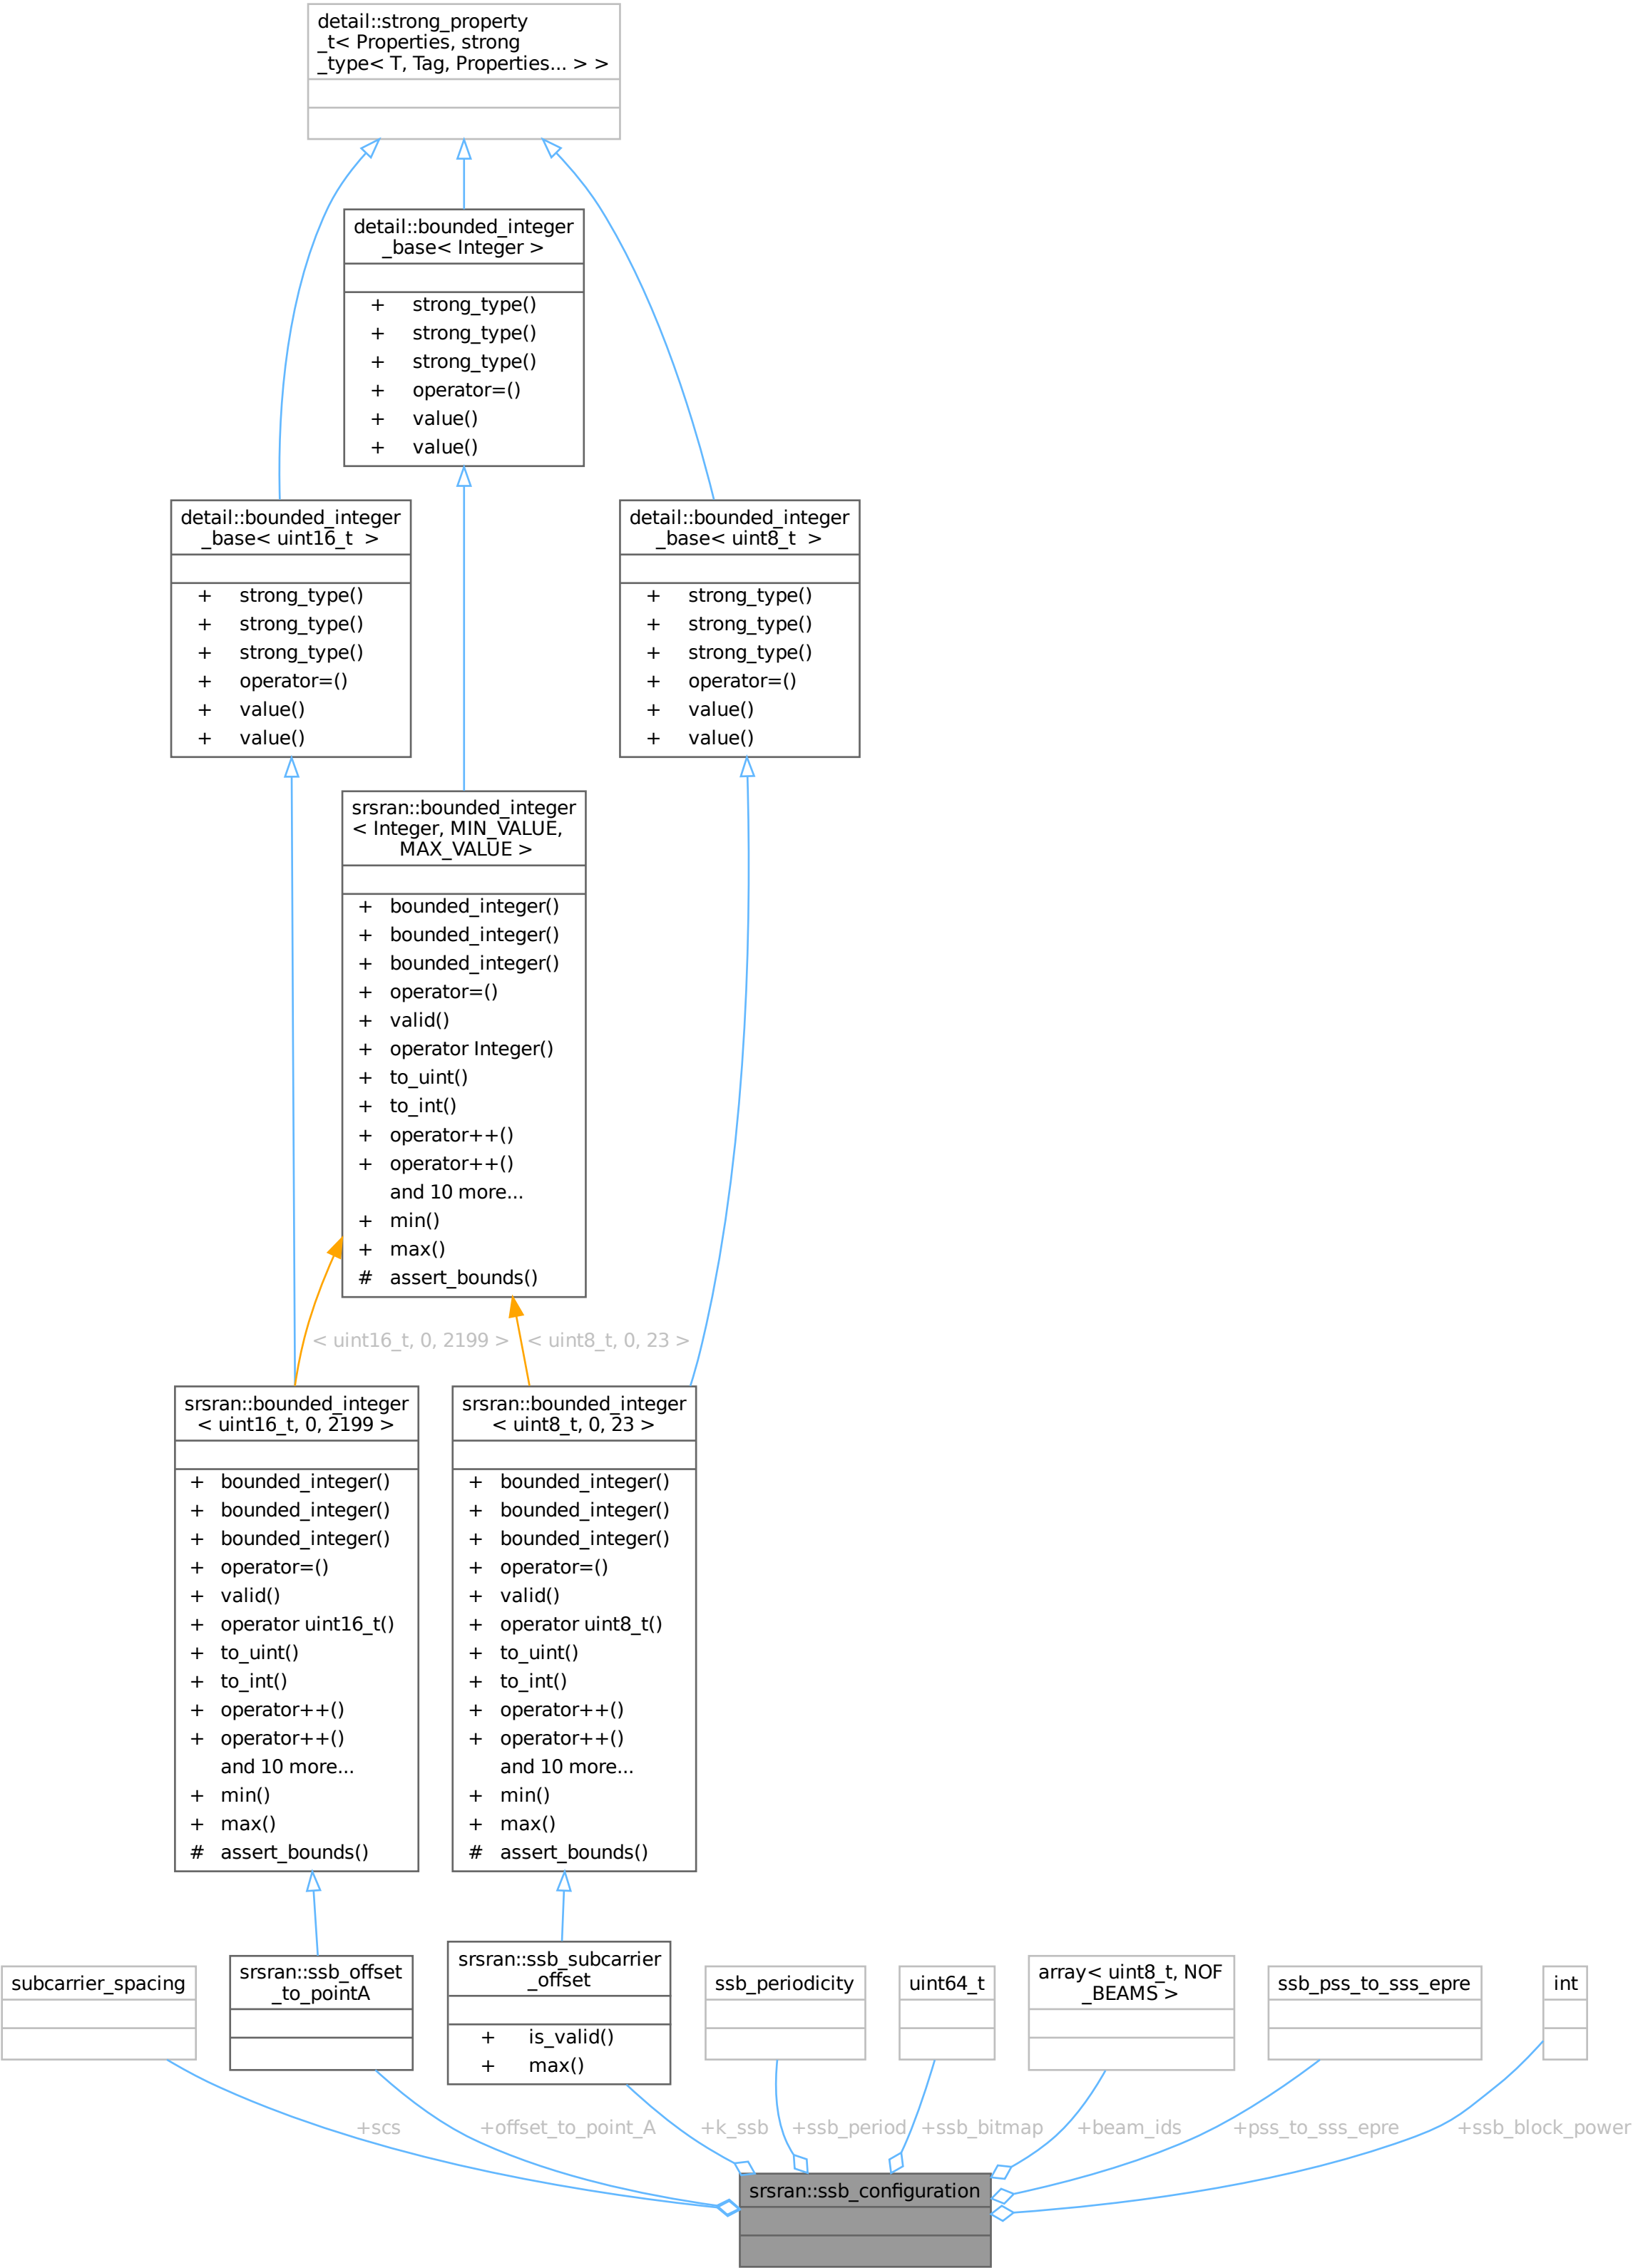 detail::strong_property
_t< Properties, strong
_type< T, Tag, Properties... > >
detail::bounded_integer
_base< Integer >
+ strong_type()
+ strong_type()
+ strong_type()
+ operator=()
+ value()
+ value()
detail::bounded_integer
_base< uint16_t >
+ strong_type()
+ strong_type()
+ strong_type()
+ operator=()
+ value()
+ value()
detail::bounded_integer
_base< uint8_t >
+ strong_type()
+ strong_type()
+ strong_type()
+ operator=()
+ value()
+ value()
srsran::bounded_integer
< Integer, MIN_VALUE,
MAX_VALUE >
+ bounded_integer()
+ bounded_integer()
+ bounded_integer()
+ operator=()
+ valid()
+ operator Integer()
+ to_uint()
+ to_int()
+ operator++()
+ operator++()
and 10 more...
+ min()
+ max()
# assert_bounds()
< uint16_t, 0, 2199 >
< uint8_t, 0, 23 >
srsran::bounded_integer
< uint16_t, 0, 2199 >
+ bounded_integer()
+ bounded_integer()
+ bounded_integer()
+ operator=()
+ valid()
+ operator uint16_t()
+ to_uint()
+ to_int()
+ operator++()
+ operator++()
and 10 more...
+ min()
+ max()
# assert_bounds()
srsran::bounded_integer
< uint8_t, 0, 23 >
+ bounded_integer()
+ bounded_integer()
+ bounded_integer()
+ operator=()
+ valid()
+ operator uint8_t()
+ to_uint()
+ to_int()
+ operator++()
+ operator++()
and 10 more...
+ min()
+ max()
# assert_bounds()
subcarrier_spacing
srsran::ssb_offset
_to_pointA
srsran::ssb_subcarrier
_offset
+ is_valid()
+ max()
ssb_periodicity
uint64_t
array< uint8_t, NOF
_BEAMS >
ssb_pss_to_sss_epre
int
+scs
+offset_to_point_A
+k_ssb
+ssb_period
+ssb_bitmap
+beam_ids
+pss_to_sss_epre
+ssb_block_power
srsran::ssb_configuration